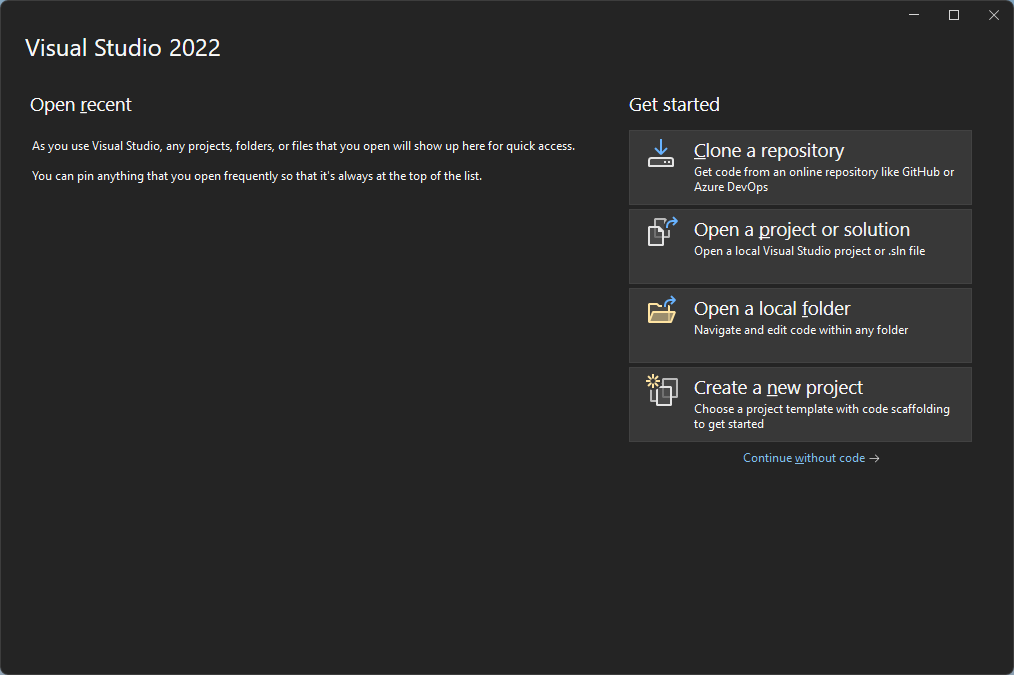 Visual Studio 2022
Open recent
As you use Visual Studio, any projects, folders, or files that you open will show up here for quick access.
You can pin anything that you open frequently so that it's always at the top of the list.
Get started
Clone a repository
Get code from an online repository like GitHub or
Azure DevOps
Open a project or solution
Open a local Visual Studio project or .sln file
Open a local folder
Navigate and edit code within any folder
Create a new project
Choose a project template with code scaffolding
to get started
Continue without code →